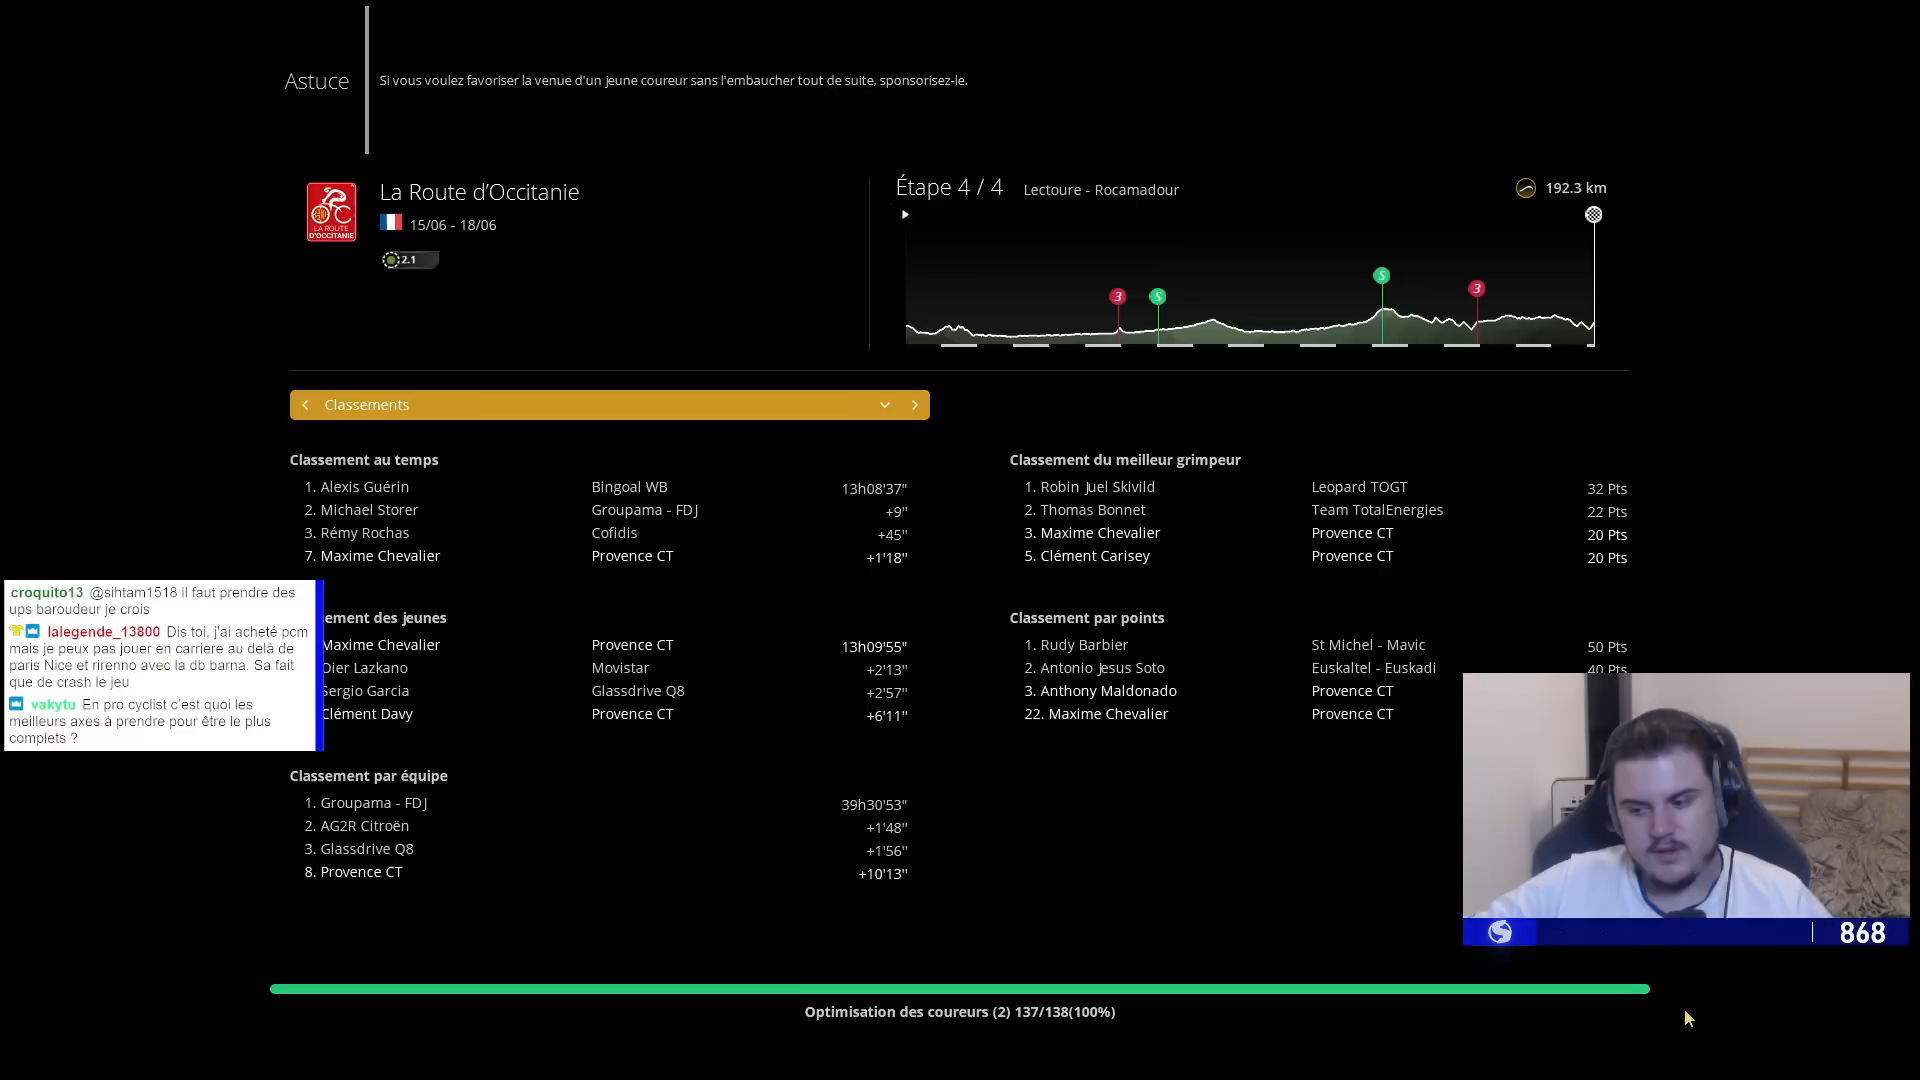 Astuce
Si vous voulez favoriser la venue d'un jeune coureur sans l'embaucher tout de suite, sponsorisez-le.
LA ROUTE
D'OCCITANIE
La Route d’Occitanie
15/06 - 18/06
2.1
Étape 4 / 4 Lectoure - Rocamadour 192.3 km
S
3 S 3
Classements
Classement au temps
1. Alexis Guérin Bingoal WB 13h08'37"
2. Michael Storer Groupama - FDJ +9"
3. Rémy Rochas Cofidis +45"
7. Maxime Chevalier Provence CT +1'18"
Classement du meilleur grimpeur
1. Robin Juel Skivild Leopard TOGT 32 Pts
2. Thomas Bonnet Team TotalEnergies 22 Pts
3. Maxime Chevalier Provence CT 20 Pts
5. Clément Carisey Provence CT 20 Pts
croquito13 @sihtam1518 il faut prendre des
ups baroudeur je crois
lalegende_13800 Dis toi, j'ai acheté pcm
mais je peux pas jouer en carriere au delà de
paris Nice et rirenno avec la db barna. Sa fait
que de crash le jeu
vakytu En pro cyclist c’est quoi les
meilleurs axes à prendre pour être le plus
complets ?
ement des jeunes
Maxime Chevalier Provence CT 13h09'55"
Oier Lazkano Movistar +2'13"
Sergio Garcia Glassdrive Q8 +2'57"
Clément Davy Provence CT +6'11"
Classement par points
1. Rudy Barbier St Michel - Mavic 50 Pts
2. Antonio Jesus Soto Euskaltel - Euskadi 40 Pts
3. Anthony Maldonado Provence CT
22. Maxime Chevalier Provence CT
Classement par équipe
1. Groupama - FDJ 39h30'53"
2. AG2R Citroën +1'48"
3. Glassdrive Q8 +1'56"
8. Provence CT +10'13"
868
Optimisation des coureurs (2) 137/138(100%)